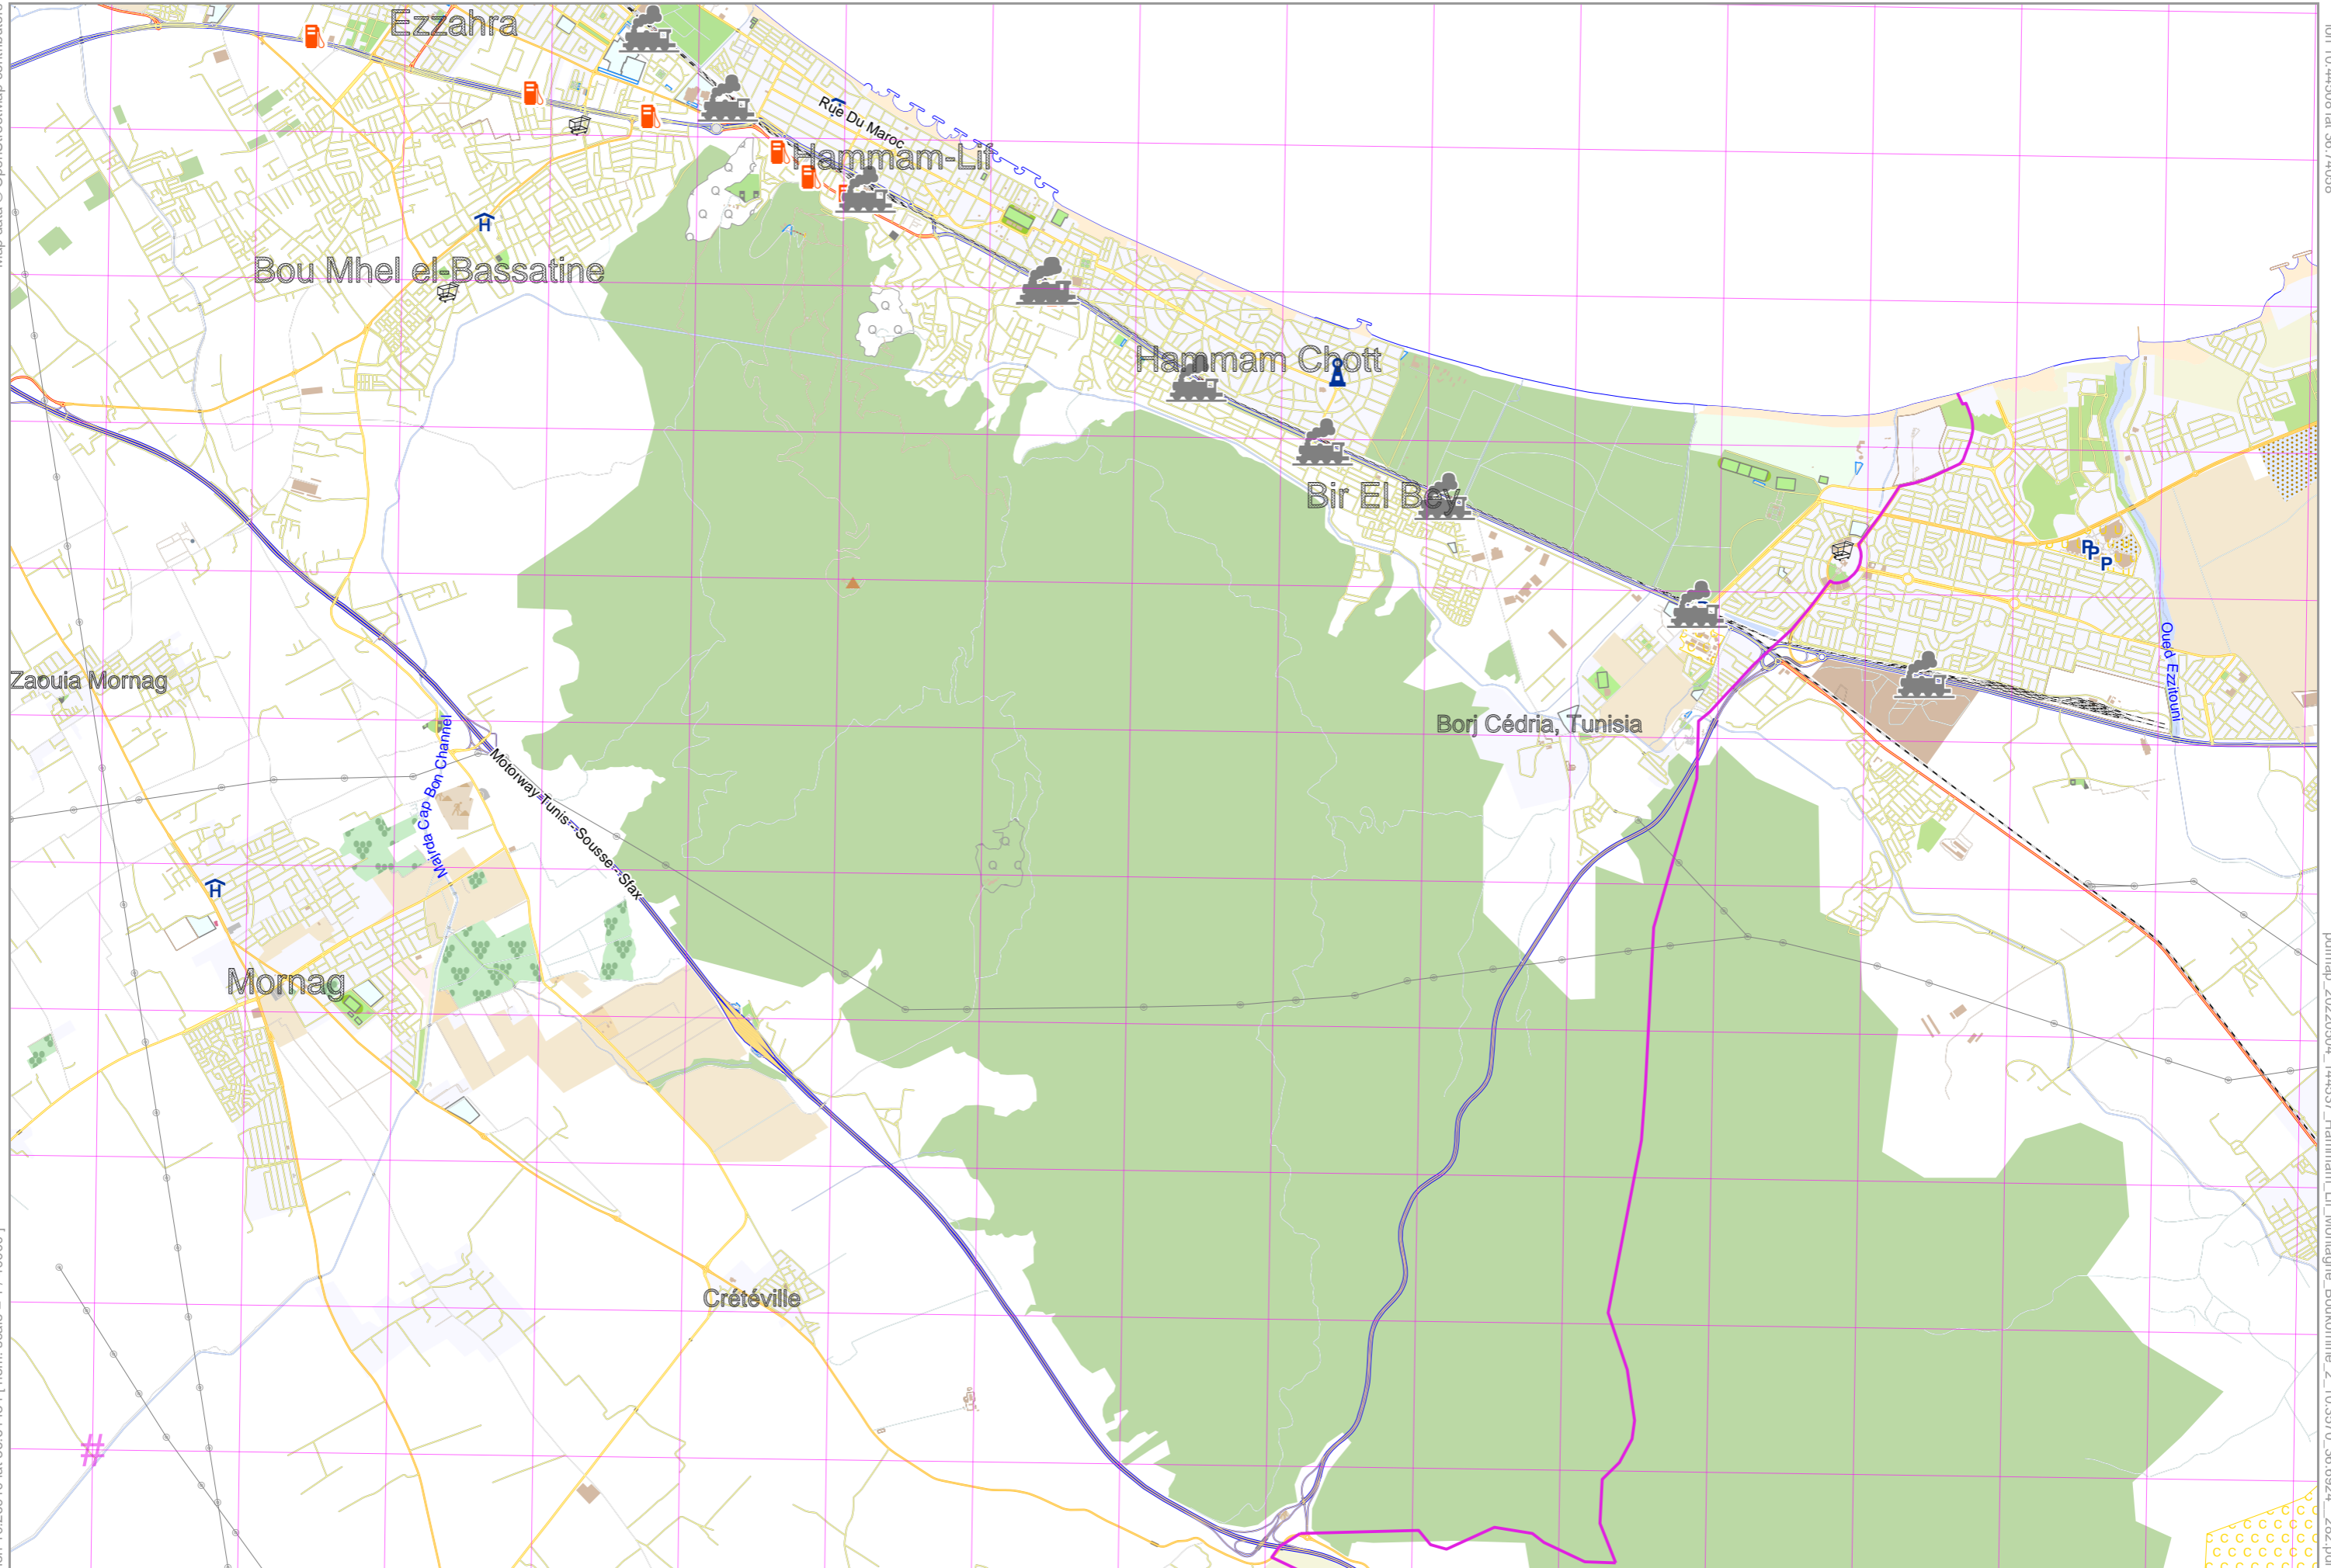 Ezzahra
Rue Du Maroc
Hammam-Lif
H
Bou Mhel el-Bassatine
Hammam Chott
Bir El Bey
P
P
P
Oued Ezzitouni
Zaouia Mornag
Borj Cédria, Tunisia
Majrda Cap Bon Channel
Motorway Tunis - Sousse - Sfax
H
Mornag
Crétéville
#